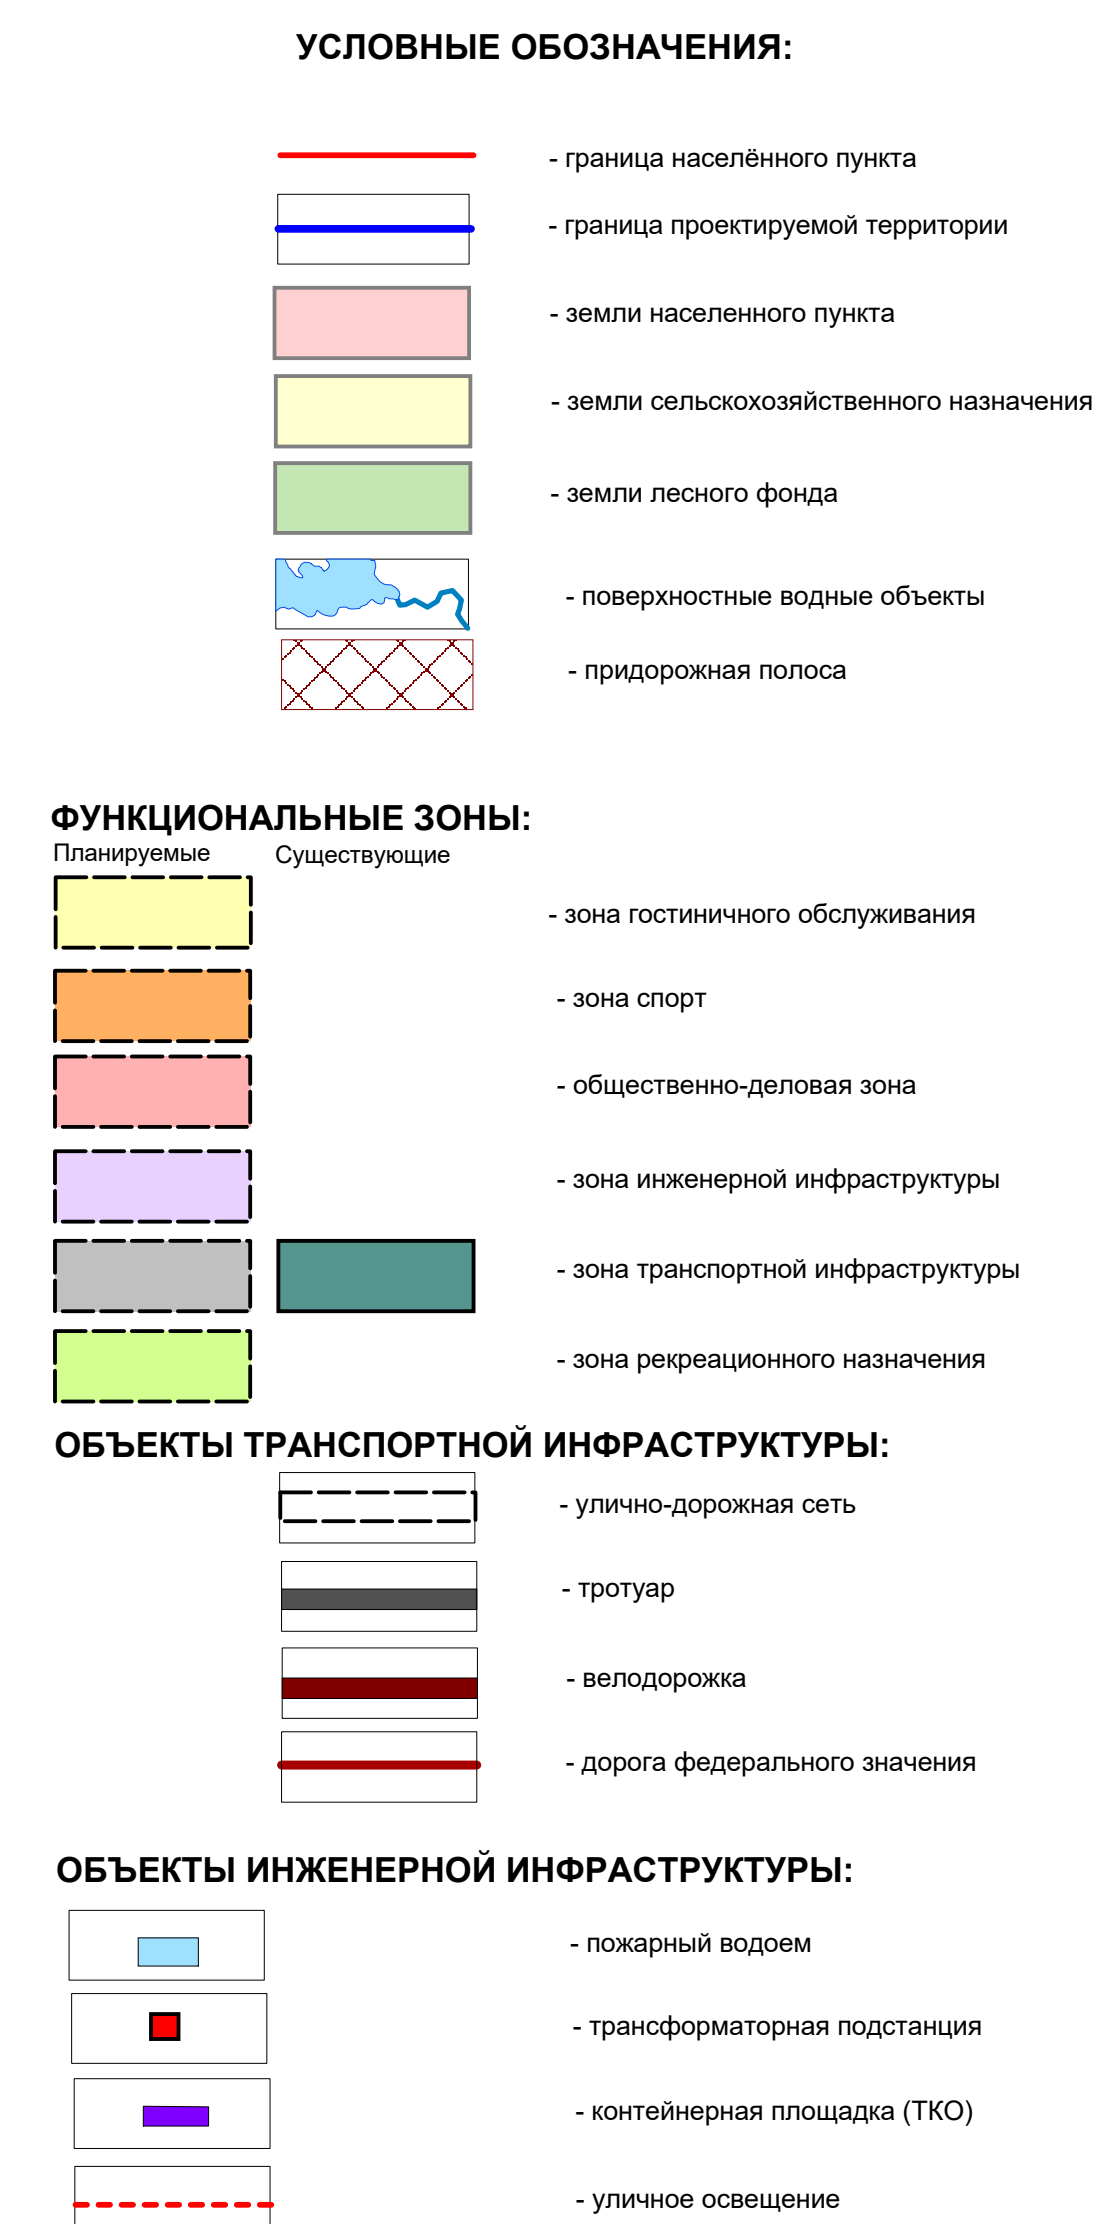 УСЛОВНЫЕ ОБОЗНАЧЕНИЯ:
- граница населённого пункта
- граница проектируемой территории
- земли населенного пункта
- земли сельскохозяйственного назначения
- земли лесного фонда
- поверхностные водные объекты
- придорожная полоса
ФУНКЦИОНАЛЬНЫЕ ЗОНЫ:
Планируемые Существующие
- зона гостиничного обслуживания
- зона спорт
- общественно-деловая зона
- зона инженерной инфраструктуры
- зона транспортной инфраструктуры
- зона рекреационного назначения
ОБЪЕКТЫ ТРАНСПОРТНОЙ ИНФРАСТРУКТУРЫ:
- улично-дорожная сеть
- тротуар
- велодорожка
- дорога федерального значения
ОБЪЕКТЫ ИНЖЕНЕРНОЙ ИНФРАСТРУКТУРЫ:
- пожарный водоем
- трансформаторная подстанция
- контейнерная площадка (ТКО)
- уличное освещение